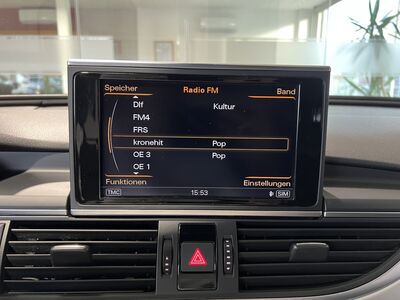 Speicher Radio FM Band
Dlf Kultur
FM4
FRS
kronehit Pop
OE 3 Pop
OE 1
Funktionen Einstellungen
TMC 15:53 SIM